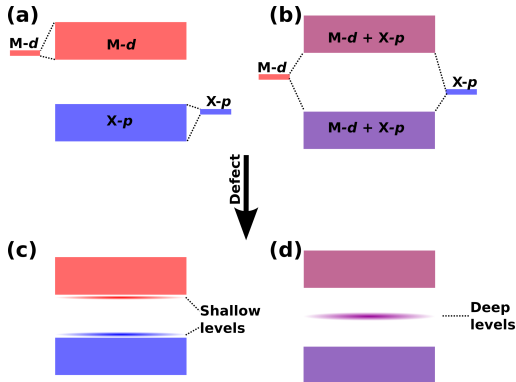 (a)
M-d
M-d
X-p
X-p
(b)
M-d + X-p
M-d
X-p
M-d + X-p
Defect
(c)
Shallow
levels
(d)
Deep
levels